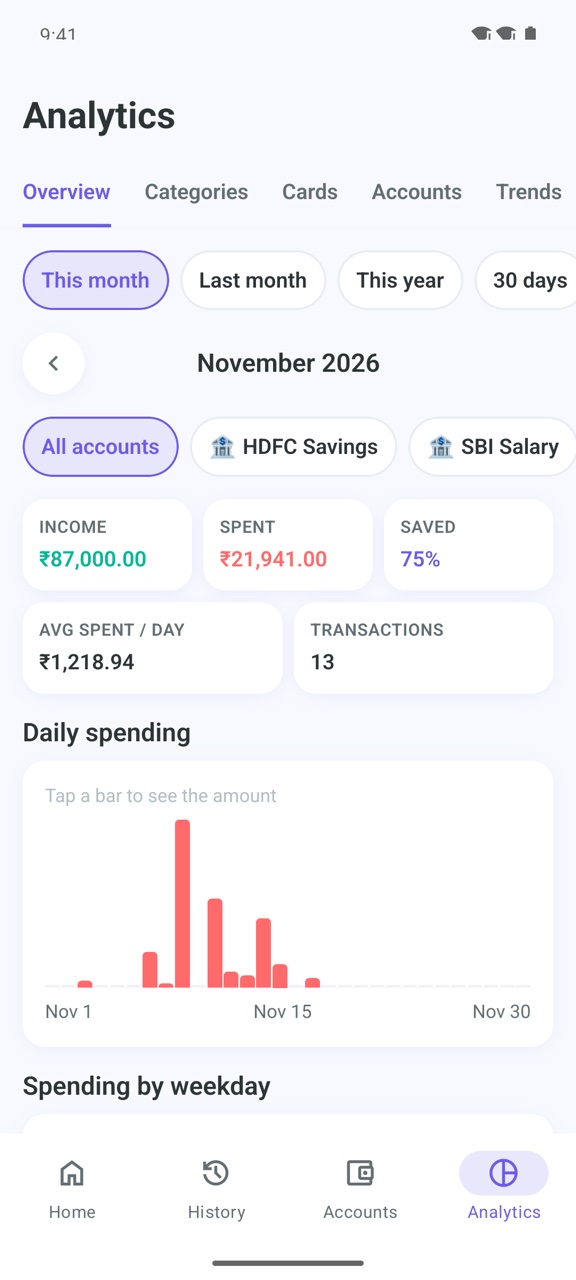 9:41
Analytics
Overview Categories Cards Accounts Trends
This month Last month This year 30 days
November 2026
All accounts HDFC Savings SBI Salary
INCOME SPENT SAVED
₹87,000.00 ₹21,941.00 75%
AVG SPENT / DAY TRANSACTIONS
₹1,218.94 13
Daily spending
Tap a bar to see the amount
Nov 1 Nov 15 Nov 30
Spending by weekday
Home History Accounts Analytics